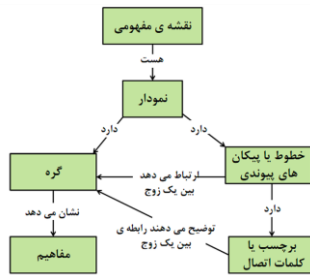 نقشه ی مفهومی
هست
نمودار
دارد
دارد
گره
خطوط یا پیکان
های پیوندی
ارتباط می دهد
بین یک زوج
نشان می دهد
دارد
توضیح می دهند رابطه ی
بین یک زوج
مفاهیم
برچسب یا
کلمات اتصال